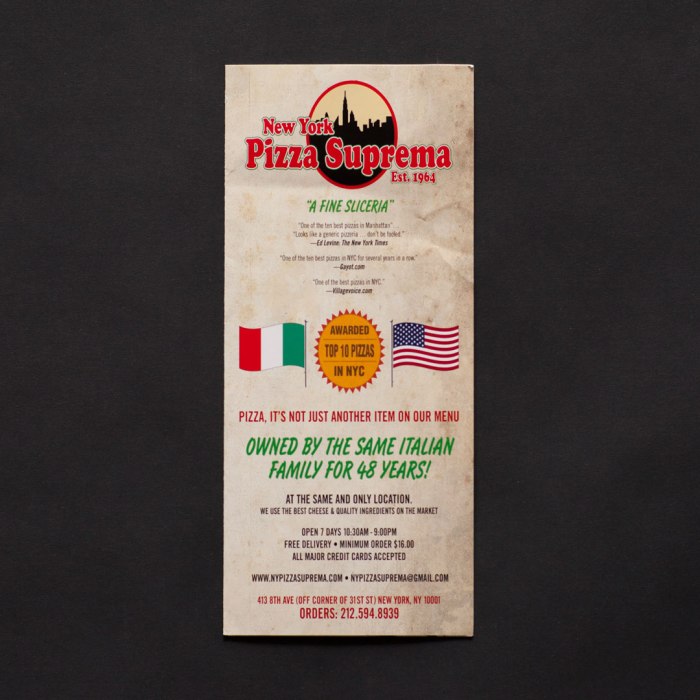 New York
Pizza Suprema
Est. 1964
"A FINE SLICERIA"
"One of the ten best pizzas in Manhattan"
"Looks like a generic pizzeria . . . don't be fooled."
—Ed Levine: The New York Times
"One of the ten best pizzas in NYC for several years in a row."
—Gayot.com
"One of the best pizzas in NYC."
—Villagevoice.com
AWARDED
TOP 10 PIZZAS
IN NYC
PIZZA, IT'S NOT JUST ANOTHER ITEM ON OUR MENU
OWNED BY THE SAME ITALIAN
FAMILY FOR 48 YEARS!
AT THE SAME AND ONLY LOCATION.
WE USE THE BEST CHEESE & QUALITY INGREDIENTS ON THE MARKET
OPEN 7 DAYS 10:30AM - 9:00PM
FREE DELIVERY • MINIMUM ORDER $16.00
ALL MAJOR CREDIT CARDS ACCEPTED
WWW.NYPIZZASUPREMA.COM • NYPIZZASUPREMA@GMAIL.COM
413 8TH AVE (OFF CORNER OF 31ST ST) NEW YORK, NY 10001
ORDERS: 212.594.8939